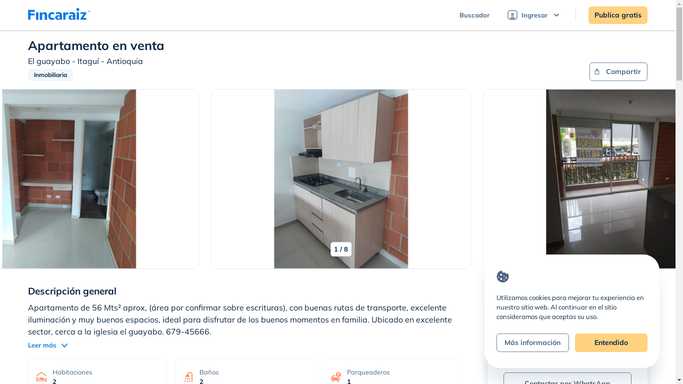 Fincaraiz
Buscador
Ingresar
Publica gratis
Apartamento en venta
El guayabo - Itaguí - Antioquia
Inmobiliaria
Compartir
1 / 8
Descripción general
Apartamento de 56 Mts² aprox, (área por confirmar sobre escrituras), con buenas rutas de transporte, excelente
iluminación y muy buenos espacios, ideal para disfrutar de los buenos momentos en familia. Ubicado en excelente
sector, cerca a la iglesia el guayabo. 679-45666.
Leer más
Habitaciones
2
Baños
2
Parqueaderos
1
Utilizamos cookies para mejorar tu experiencia en
nuestro sitio web. Al continuar en el sitio
consideramos que aceptas su uso.
Más información
Entendido
Contactar por WhatsApp